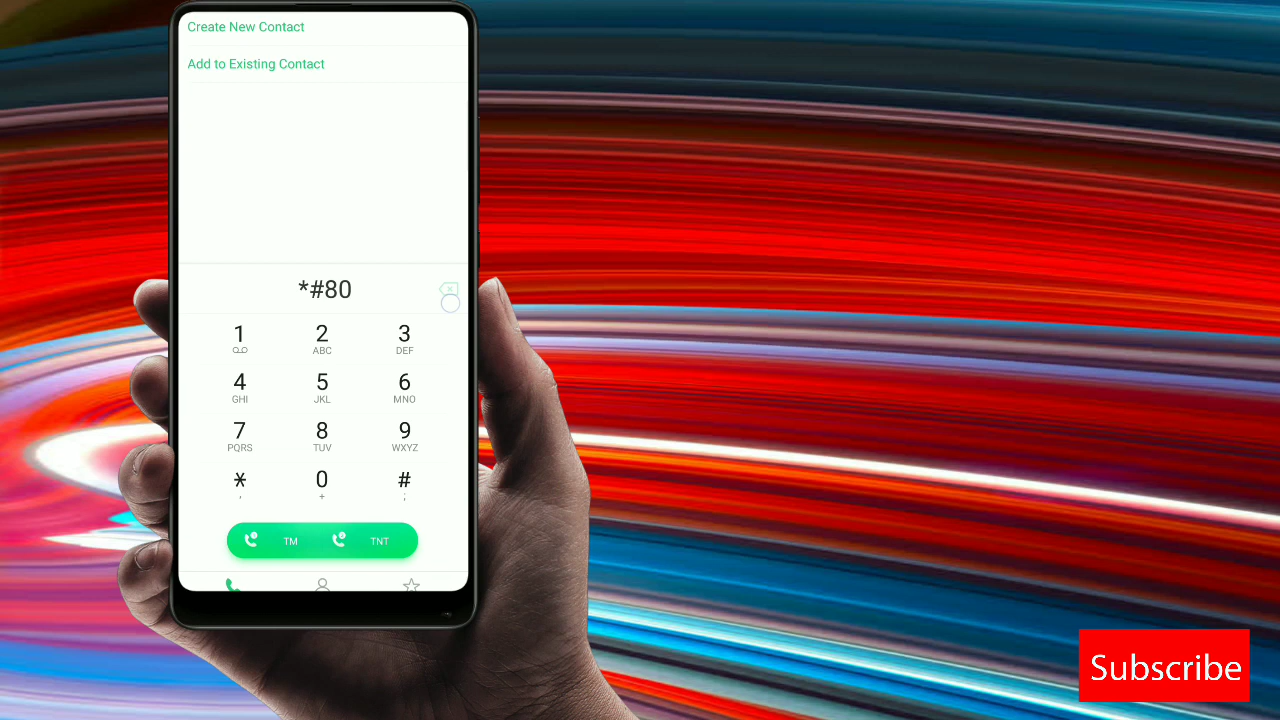 Create New Contact
Add to Existing Contact
*#80
1 2 3
ABC DEF
4 5 6
GHI JKL MNO
7 8 9
PQRS TUV WXYZ
* 0 #
, + ;
TM TNT
Subscribe